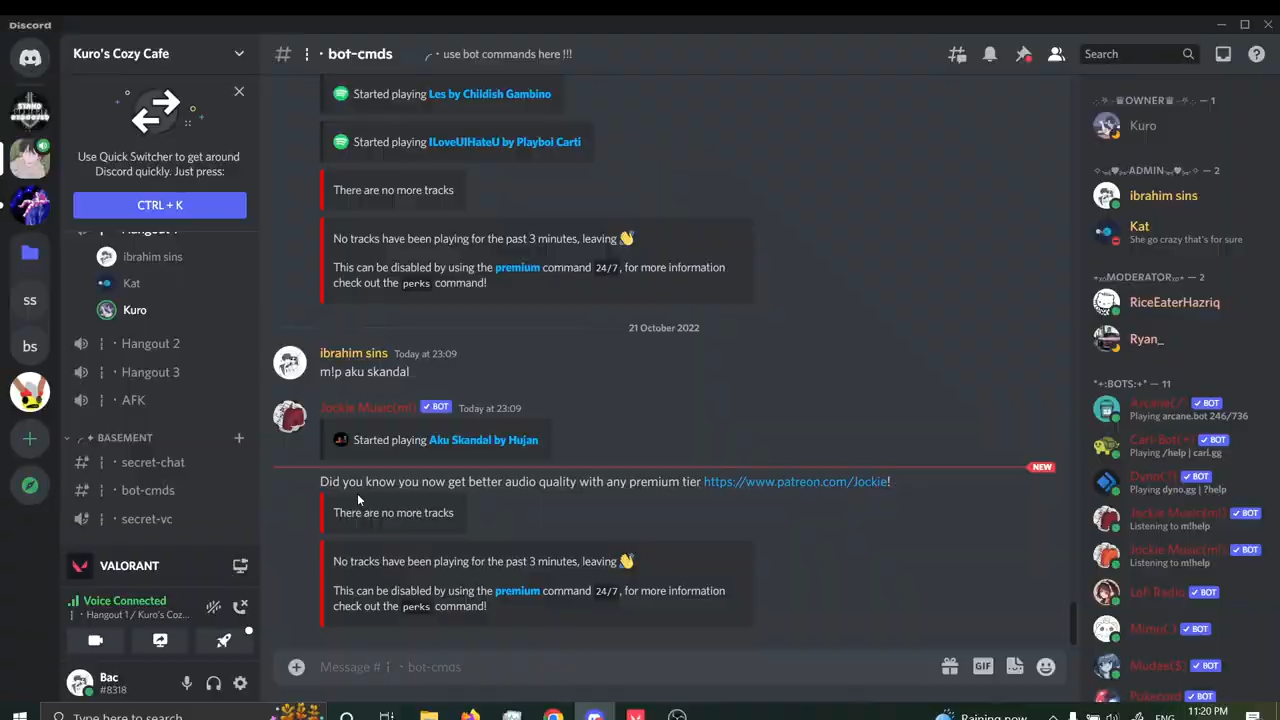 Discord
Kuro's Cozy Cafe
Use Quick Switcher to get around
Discord quickly. Just press:
CTRL + K
ibrahim sins
Kat
Kuro
Hangout 2
Hangout 3
AFK
BASEMENT
secret-chat
bot-cmds
secret-vc
VALORANT
Voice Connected
Hangout 1 / Kuro's Coz...
Bac
#8318
ss
bs
bot-cmds
use bot commands here !!!
Search
Started playing Les by Childish Gambino
Started playing ILoveUIHateU by Playboi Carti
There are no more tracks
No tracks have been playing for the past 3 minutes, leaving 👋
This can be disabled by using the premium command 24/7, for more information
check out the perks command!
21 October 2022
ibrahim sins Today at 23:09
m!p aku skandal
Jockie Music(m!) ✓ BOT Today at 23:09
Started playing Aku Skandal by Hujan
NEW
Did you know you now get better audio quality with any premium tier https://www.patreon.com/Jockie!
There are no more tracks
No tracks have been playing for the past 3 minutes, leaving 👋
This can be disabled by using the premium command 24/7, for more information
check out the perks command!
Message # ┆ · bot-cmds
GIF
OWNER — 1
Kuro
ADMIN — 2
ibrahim sins
Kat
She go crazy that's for sure
MODERATOR — 2
RiceEaterHazriq
Ryan_
*+:BOTS:+* — 11
Arcane(/) ✓ BOT
Playing arcane.bot 246/736
Carl-Bot(+) ✓ BOT
Playing /help | carl.gg
Dyno(?) ✓ BOT
Playing dyno.gg | ?help
Jockie Music(m!) ✓ BOT
Listening to m!help
Jockie Music(m!) ✓ BOT
Listening to m!help
Lofi Radio ✓ BOT
Mimu( ) ✓ BOT
Mudae($) ✓ BOT
Pokecord ✓ BOT
Type here to search
Raining now
ENG
11:20 PM